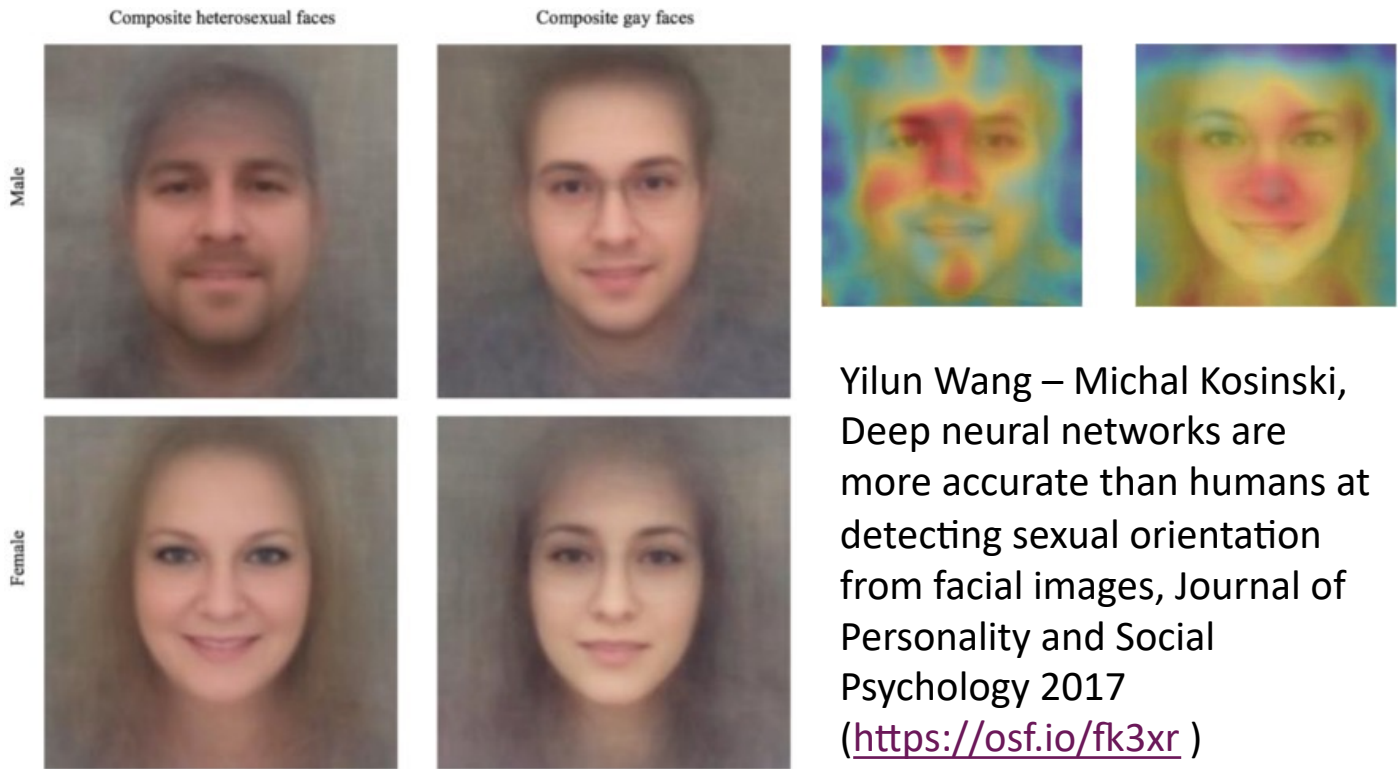 Composite heterosexual faces
Composite gay faces
Male
Female
Yilun Wang – Michal Kosinski,
Deep neural networks are
more accurate than humans at
detecting sexual orientation
from facial images, Journal of
Personality and Social
Psychology 2017
(https://osf.io/fk3xr )